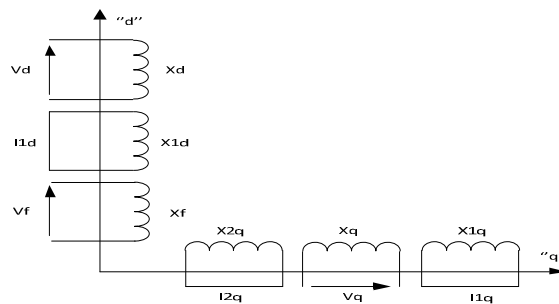 "d"
Vd
Xd
I1d
X1d
Vf
Xf
X2q
Xq
X1q
"q
I2q
Vq
I1q